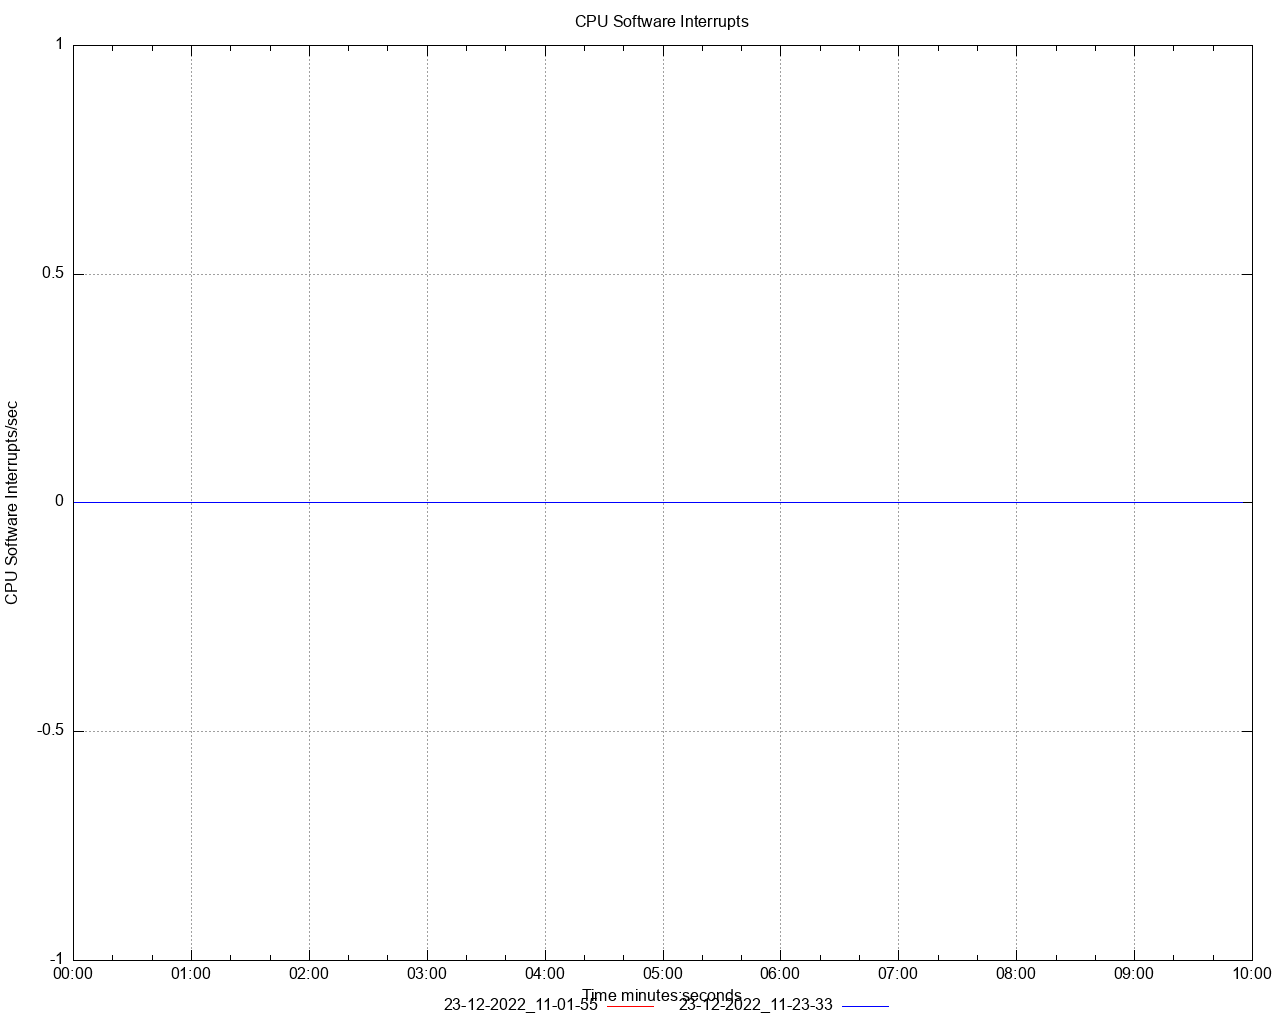 CPU Software Interrupts
1
0.5
0
-0.5
-1
CPU Software Interrupts/sec
00:00 01:00 02:00 03:00 04:00 05:00 06:00 07:00 08:00 09:00 10:00
Time minutes:seconds
23-12-2022_11-01-55 23-12-2022_11-23-33